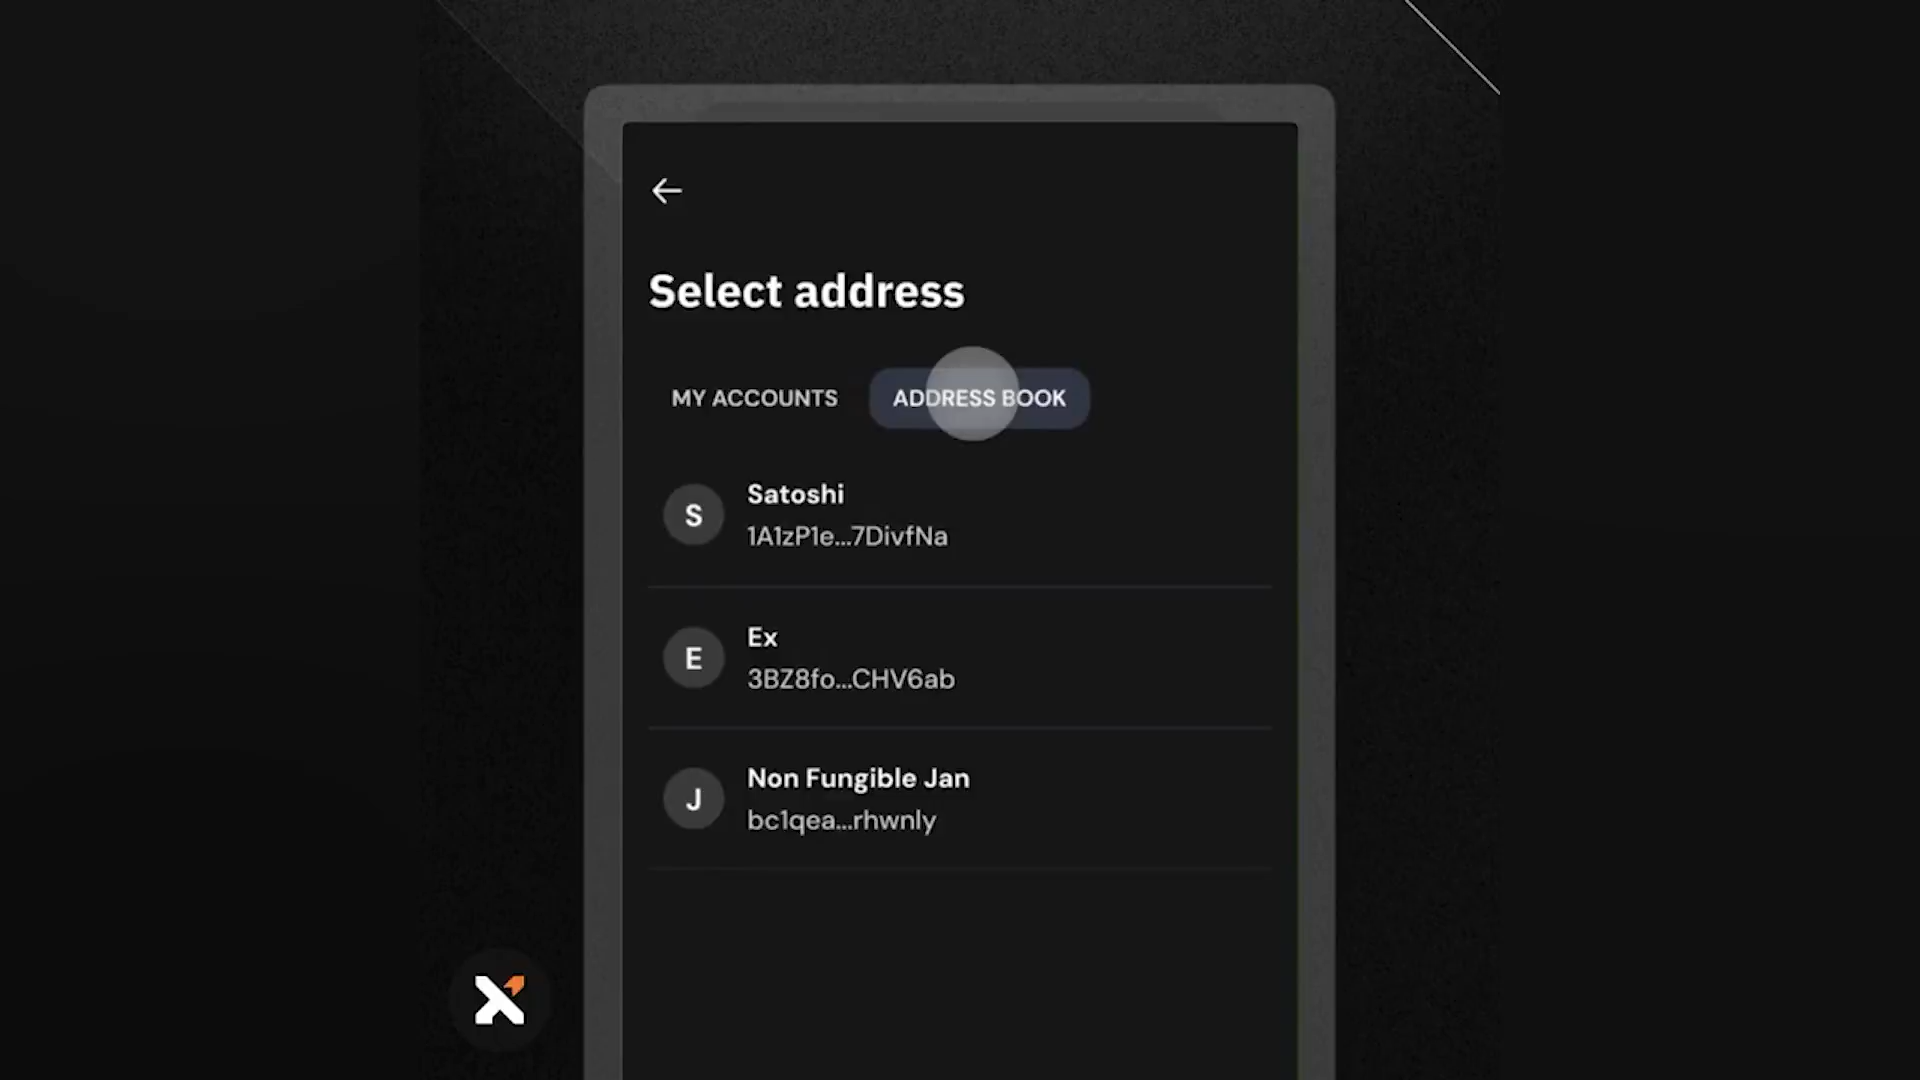 Select address
MY ACCOUNTS
ADDRESS BOOK
S
Satoshi
1A1zP1e...7DivfNa
E
Ex
3BZ8fo...CHV6ab
J
Non Fungible Jan
bc1qea...rhwnly